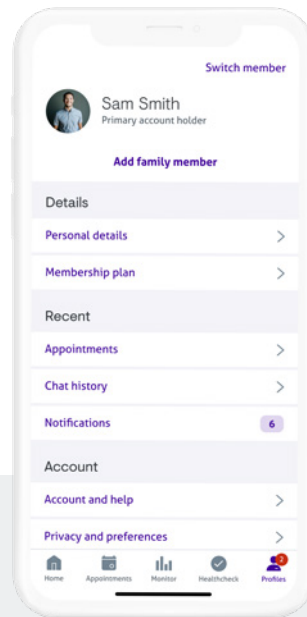 Switch member
Sam Smith
Primary account holder
Add family member
Details
Personal details
Membership plan
Recent
Appointments
Chat history
Notifications
6
Account
Account and help
Privacy and preferences
2
Home Appointments Monitor Healthcheck Profiles